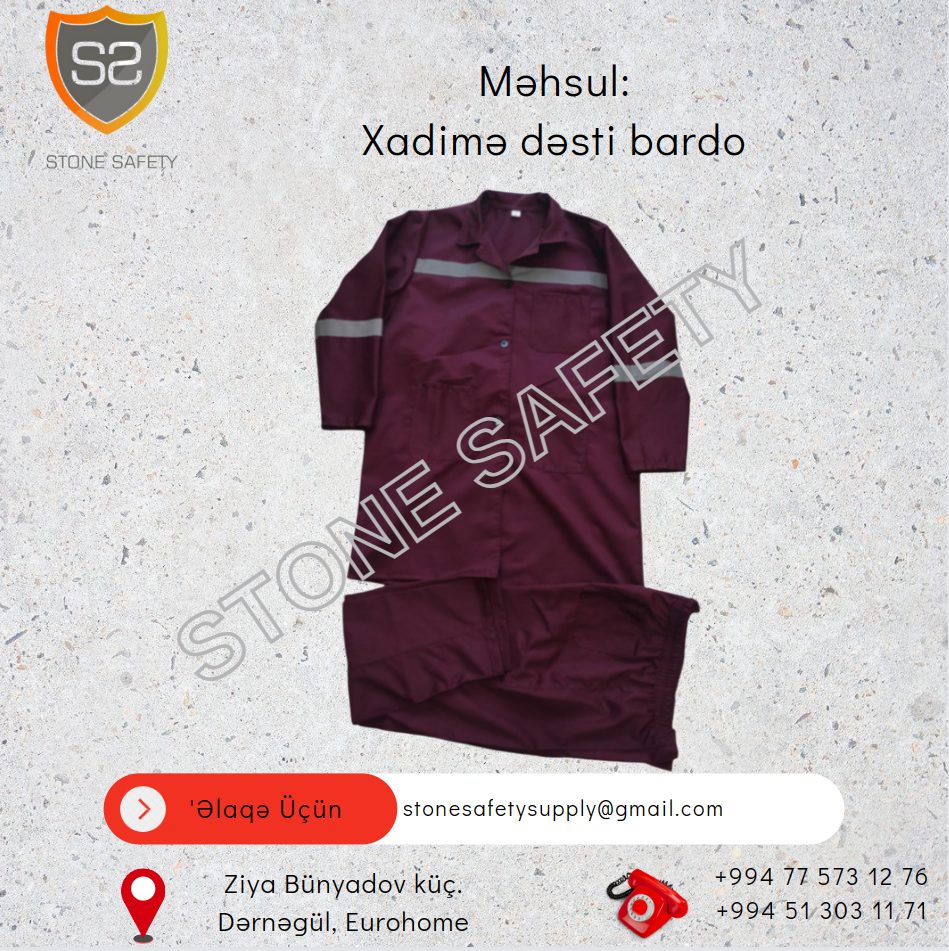 SS
STONE SAFETY
Məhsul:
Xadimə dəsti bardo
STONE SAFETY
'Əlaqə Üçün
stonesafetysupply@gmail.com
Ziya Bünyadov küç.
Dərnəgül, Eurohome
+994 77 573 12 76
+994 51 303 11 71